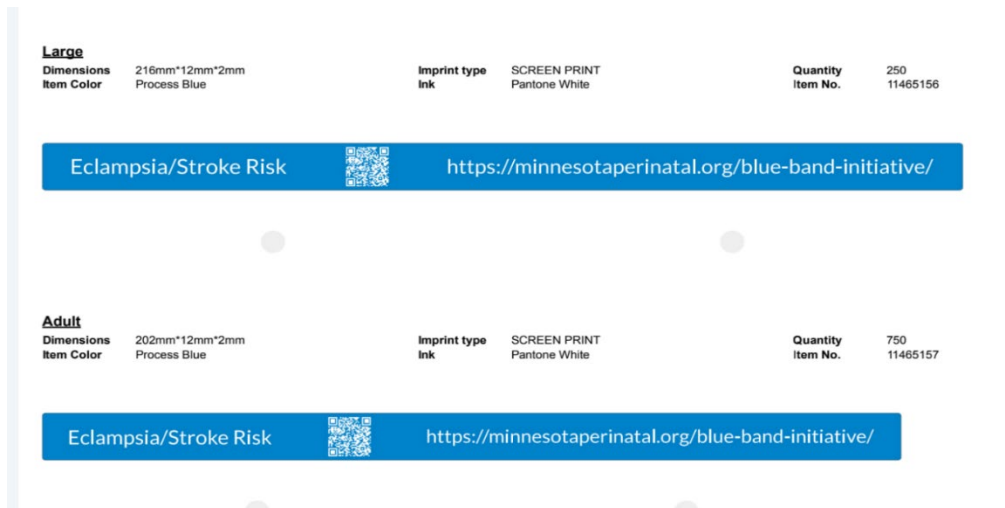 Large
Dimensions 216mm*12mm*2mm Imprint type SCREEN PRINT Quantity 250
Item Color Process Blue Ink Pantone White Item No. 11465156
Eclampsia/Stroke Risk https://minnesotaperinatal.org/blue-band-initiative/
Adult
Dimensions 202mm*12mm*2mm Imprint type SCREEN PRINT Quantity 750
Item Color Process Blue Ink Pantone White Item No. 11465157
Eclampsia/Stroke Risk https://minnesotaperinatal.org/blue-band-initiative/